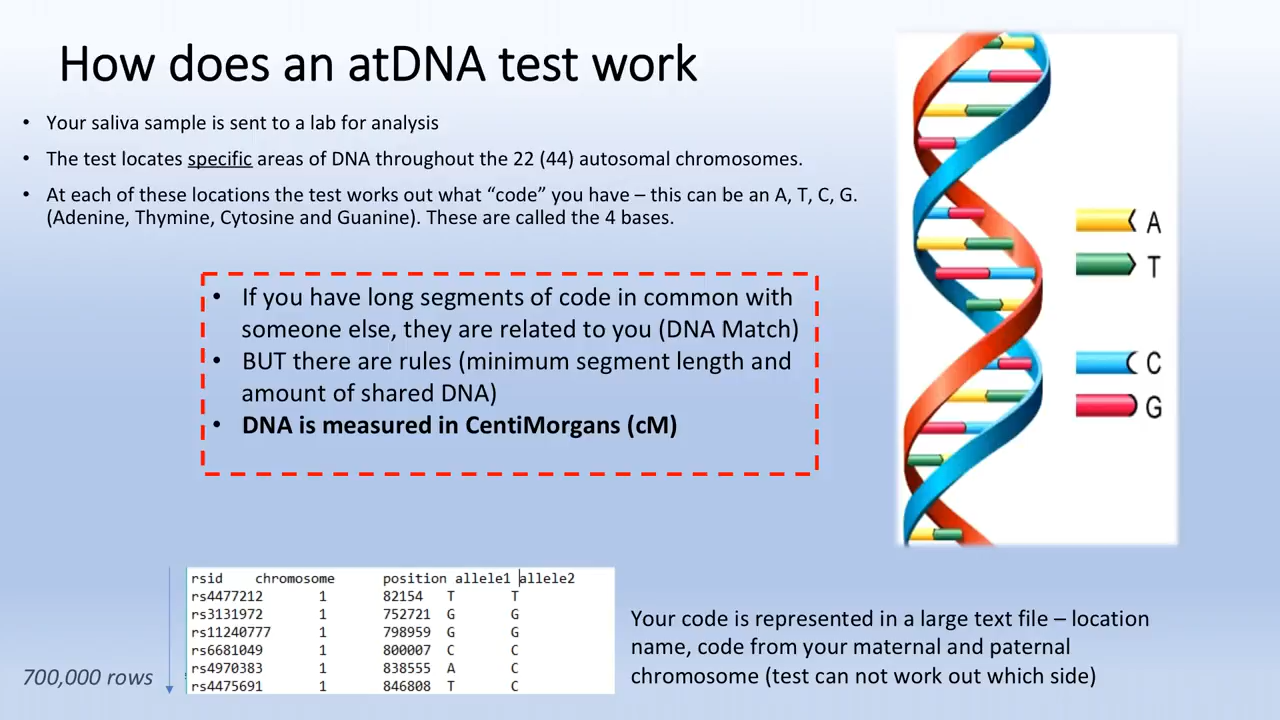 How does an atDNA test work
• Your saliva sample is sent to a lab for analysis
• The test locates specific areas of DNA throughout the 22 (44) autosomal chromosomes.
• At each of these locations the test works out what “code” you have – this can be an A, T, C, G.
(Adenine, Thymine, Cytosine and Guanine). These are called the 4 bases.
• If you have long segments of code in common with
someone else, they are related to you (DNA Match)
• BUT there are rules (minimum segment length and
amount of shared DNA)
• DNA is measured in CentiMorgans (cM)
A
T
C
G
rsid chromosome position allele1 allele2
rs4477212 1 82154 T T
rs3131972 1 752721 G G
rs11240777 1 798959 G G
rs6681049 1 800007 C C
rs4970383 1 838555 A C
rs4475691 1 846808 T C
700,000 rows
Your code is represented in a large text file – location
name, code from your maternal and paternal
chromosome (test can not work out which side)